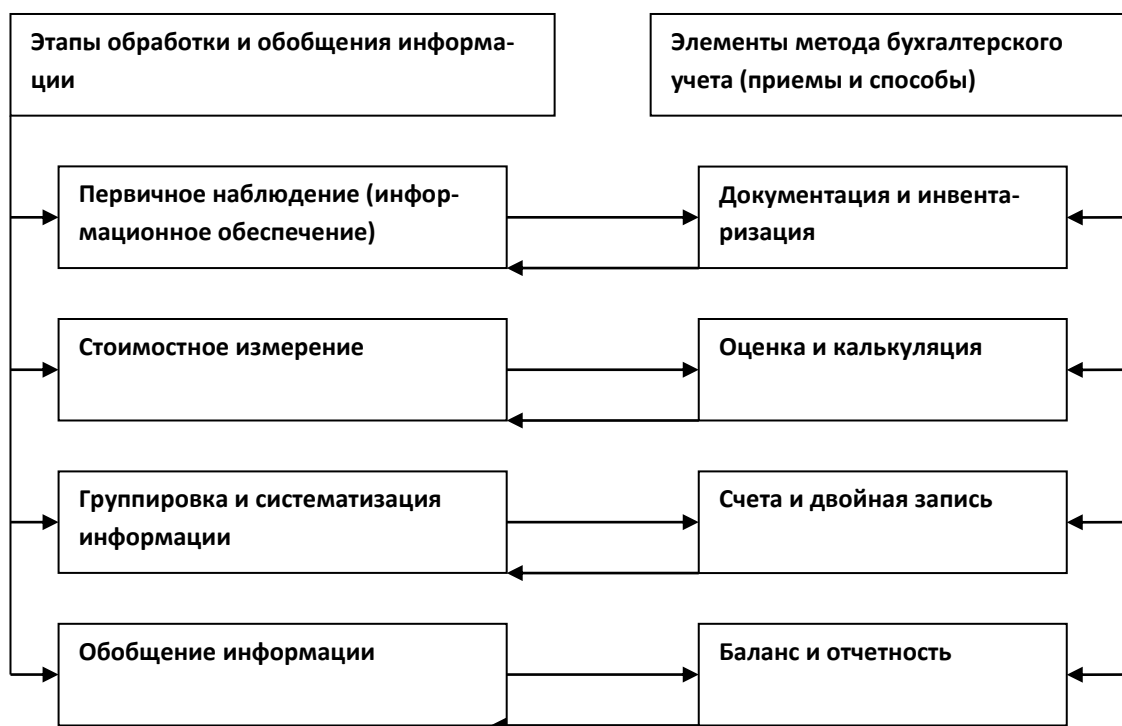 Этапы обработки и обобщения информа-
ции
Элементы метода бухгалтерского
учета (приемы и способы)
Первичное наблюдение (инфор-
мационное обеспечение)
Документация и инвента-
ризация
Стоимостное измерение
Оценка и калькуляция
Группировка и систематизация
информации
Счета и двойная запись
Обобщение информации
Баланс и отчетность